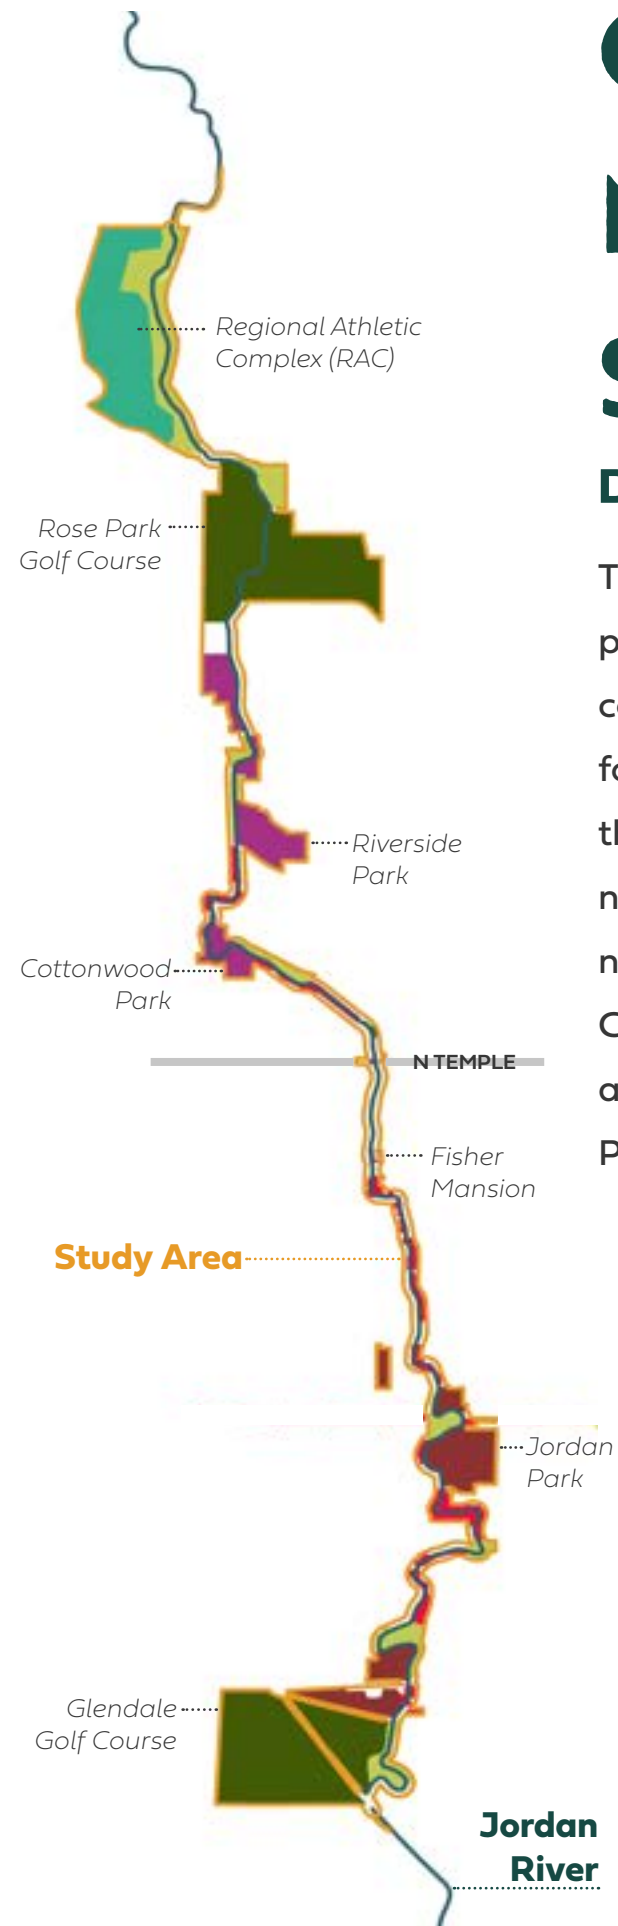 Regional Athletic
Complex (RAC)
Rose Park
Golf Course
Riverside
Park
Cottonwood
Park
N TEMPLE
Fisher
Mansion
Study Area
Jordan
Park
Glendale
Golf Course
Jordan
River